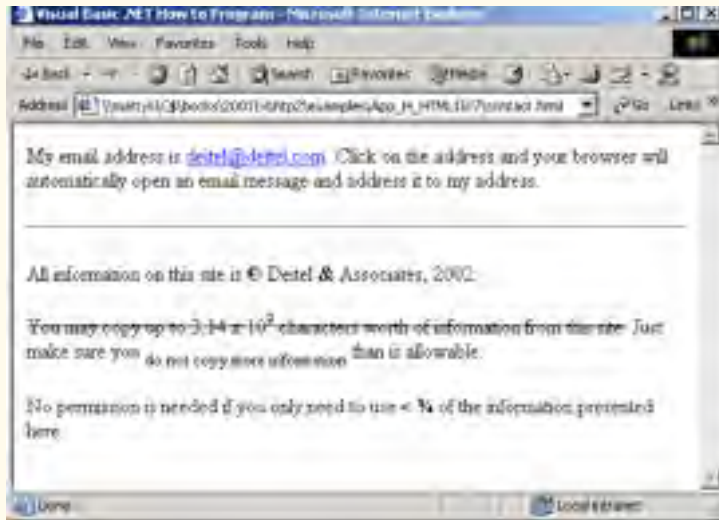 Visual Basic .NET How to Program - Microsoft Internet Explorer
File Edit View Favorites Tools Help
Back Search Favorites Media
Address contact.html Go Links »
My email address is deitel@deitel.com. Click on the address and your browser will
automatically open an email message and address it to my address.
All information on this site is © Deitel & Associates, 2002.
You may copy up to 3.14 x 10² characters worth of information from this site. Just
make sure you do not copy more information than is allowable.
No permission is needed if you only need to use < ¼ of the information presented
here.
Done Local intranet